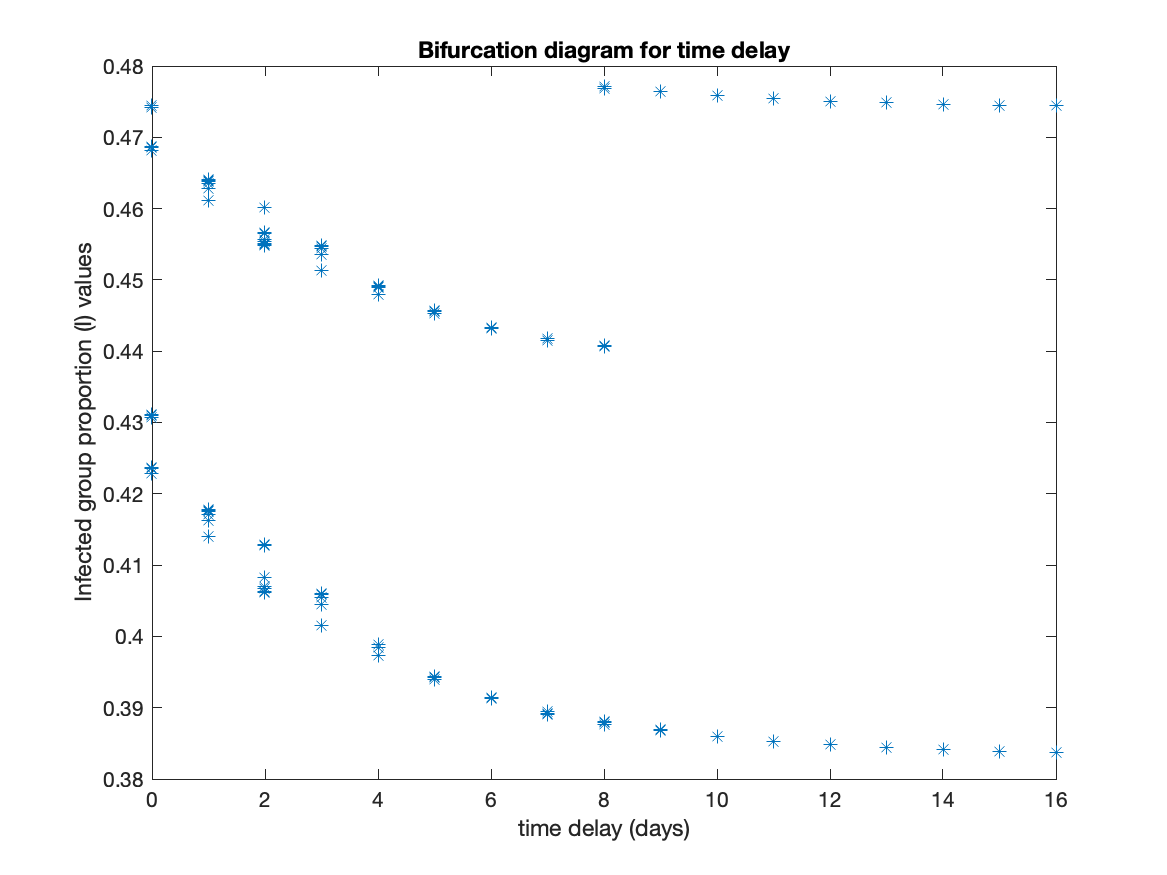 Bifurcation diagram for time delay
0.48
0.47
0.46
0.45
0.44
0.43
0.42
0.41
0.4
0.39
0.38
Infected group proportion (I) values
0 2 4 6 8 10 12 14 16
time delay (days)